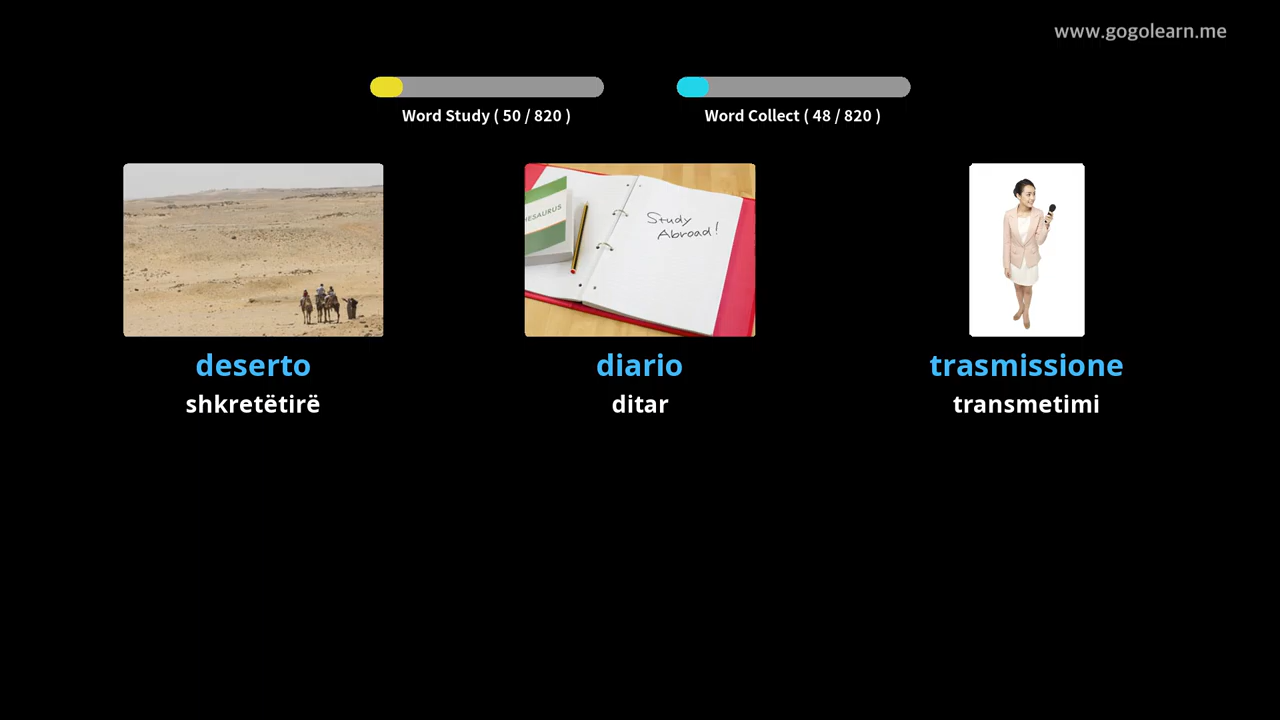 www.gogolearn.me
Word Study ( 50 / 820 )
Word Collect ( 48 / 820 )
HESAURUS
Study
Abroad!
deserto
diario
trasmissione
shkretëtirë
ditar
transmetimi